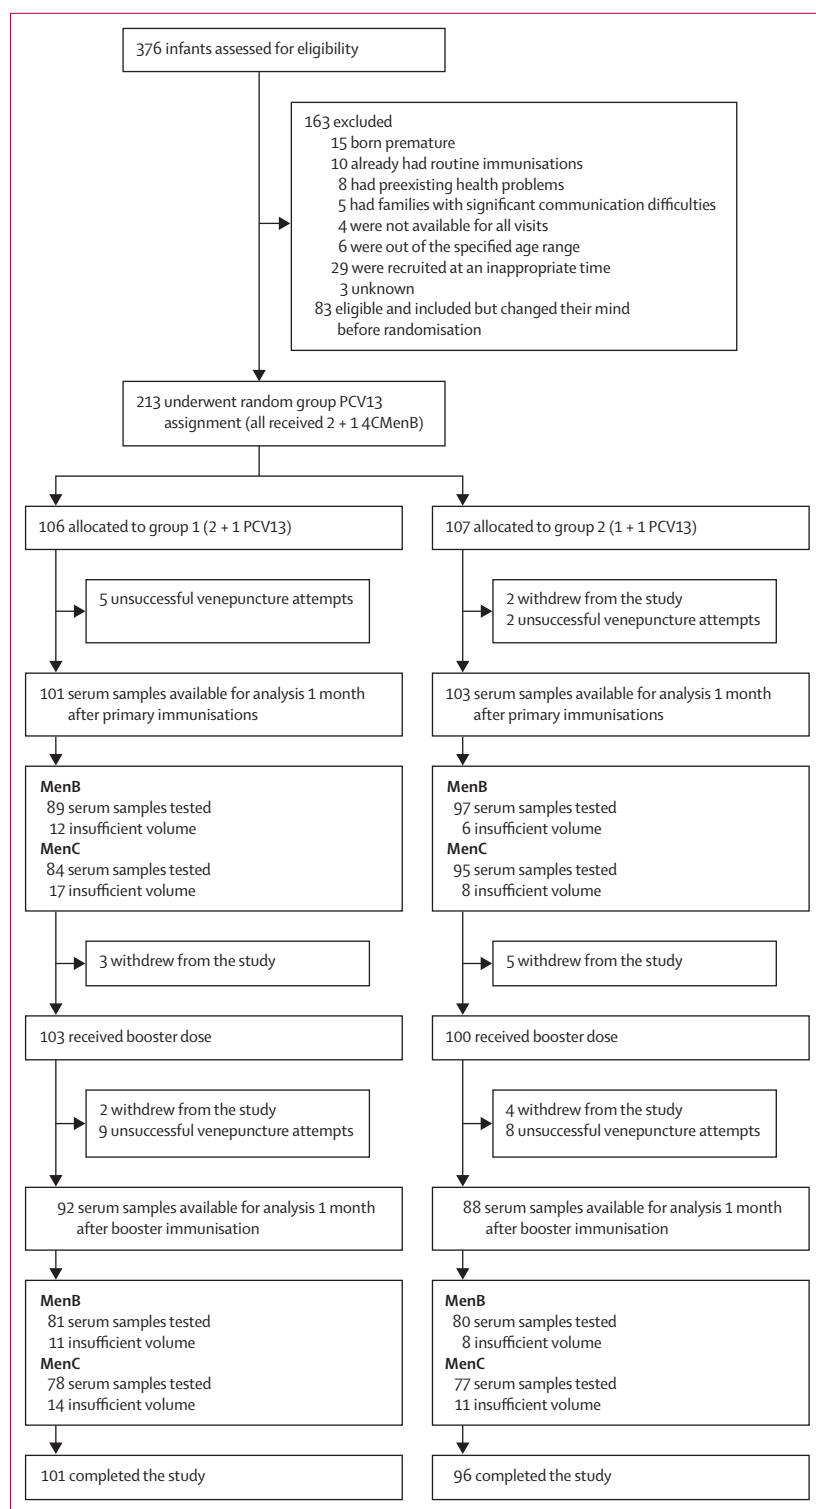 376 infants assessed for eligibility
163 excluded
15 born premature
10 already had routine immunisations
8 had preexisting health problems
5 had families with significant communication difficulties
4 were not available for all visits
6 were out of the specified age range
29 were recruited at an inappropriate time
3 unknown
83 eligible and included but changed their mind
before randomisation
213 underwent random group PCV13
assignment (all received 2 + 1 4CMenB)
106 allocated to group 1 (2 + 1 PCV13)
107 allocated to group 2 (1 + 1 PCV13)
5 unsuccessful venepuncture attempts
2 withdrew from the study
2 unsuccessful venepuncture attempts
101 serum samples available for analysis 1 month
after primary immunisations
103 serum samples available for analysis 1 month
after primary immunisations
MenB
89 serum samples tested
12 insufficient volume
MenC
84 serum samples tested
17 insufficient volume
MenB
97 serum samples tested
6 insufficient volume
MenC
95 serum samples tested
8 insufficient volume
3 withdrew from the study
5 withdrew from the study
103 received booster dose
100 received booster dose
2 withdrew from the study
9 unsuccessful venepuncture attempts
4 withdrew from the study
8 unsuccessful venepuncture attempts
92 serum samples available for analysis 1 month
after booster immunisation
88 serum samples available for analysis 1 month
after booster immunisation
MenB
81 serum samples tested
11 insufficient volume
MenC
78 serum samples tested
14 insufficient volume
MenB
80 serum samples tested
8 insufficient volume
MenC
77 serum samples tested
11 insufficient volume
101 completed the study
96 completed the study